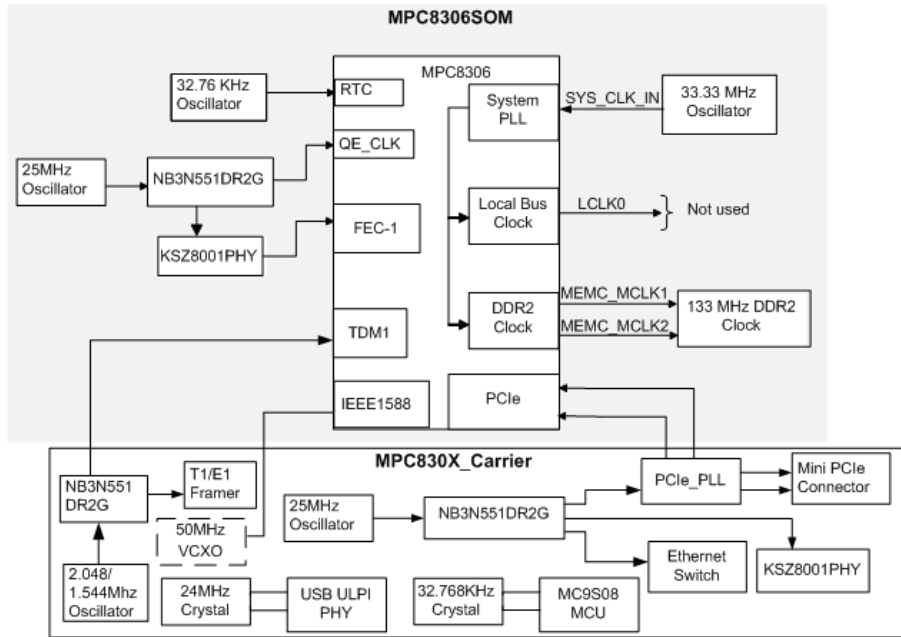 MPC8306SOM
MPC8306
32.76 KHz
Oscillator
RTC
System
PLL
SYS_CLK_IN
33.33 MHz
Oscillator
QE_CLK
25MHz
Oscillator
NB3N551DR2G
Local Bus
Clock
LCLK0
Not used
FEC-1
KSZ8001PHY
DDR2
Clock
MEMC_MCLK1
MEMC_MCLK2
133 MHz DDR2
Clock
TDM1
IEEE1588
PCIe
MPC830X_Carrier
NB3N551
DR2G
T1/E1
Framer
50MHz
VCXO
2.048/
1.544Mhz
Oscillator
25MHz
Oscillator
NB3N551DR2G
PCIe_PLL
Mini PCIe
Connector
Ethernet
Switch
KSZ8001PHY
24MHz
Crystal
USB ULPI
PHY
32.768KHz
Crystal
MC9S08
MCU